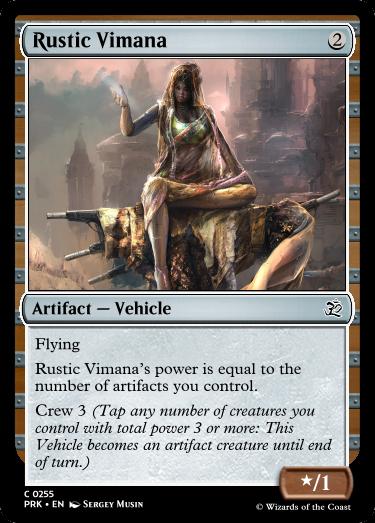 Rustic Vimana
2
Artifact — Vehicle
Flying
Rustic Vimana's power is equal to the
number of artifacts you control.
Crew 3 (Tap any number of creatures you
control with total power 3 or more: This
Vehicle becomes an artifact creature until end
of turn.)
★/1
C 0255
PRK • EN Sergey Musin
© Wizards of the Coast